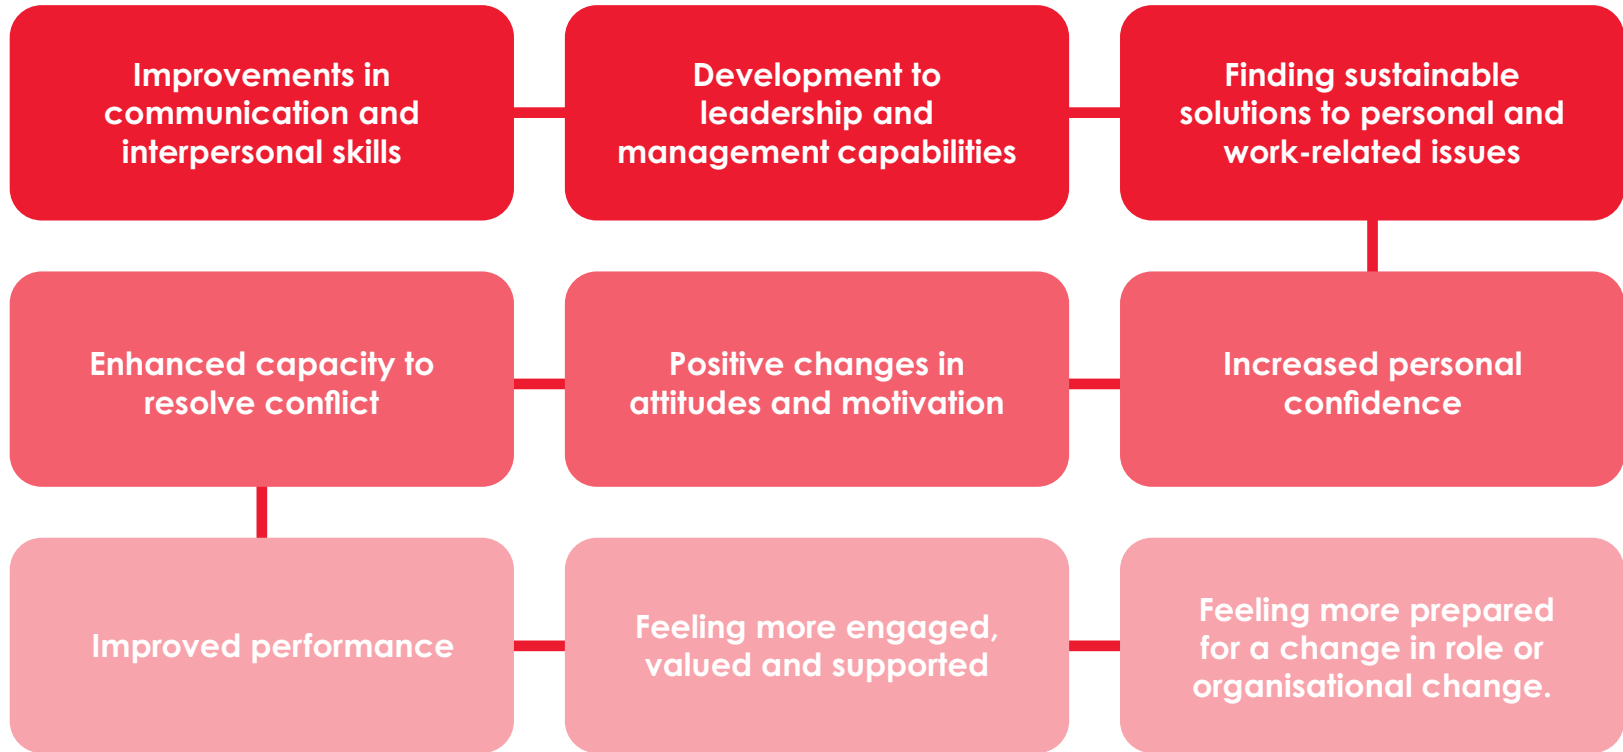 Improvements in
communication and
interpersonal skills
Development to
leadership and
management capabilities
Finding sustainable
solutions to personal and
work-related issues
Enhanced capacity to
resolve conflict
Positive changes in
attitudes and motivation
Increased personal
confidence
Improved performance
Feeling more engaged,
valued and supported
Feeling more prepared
for a change in role or
organisational change.